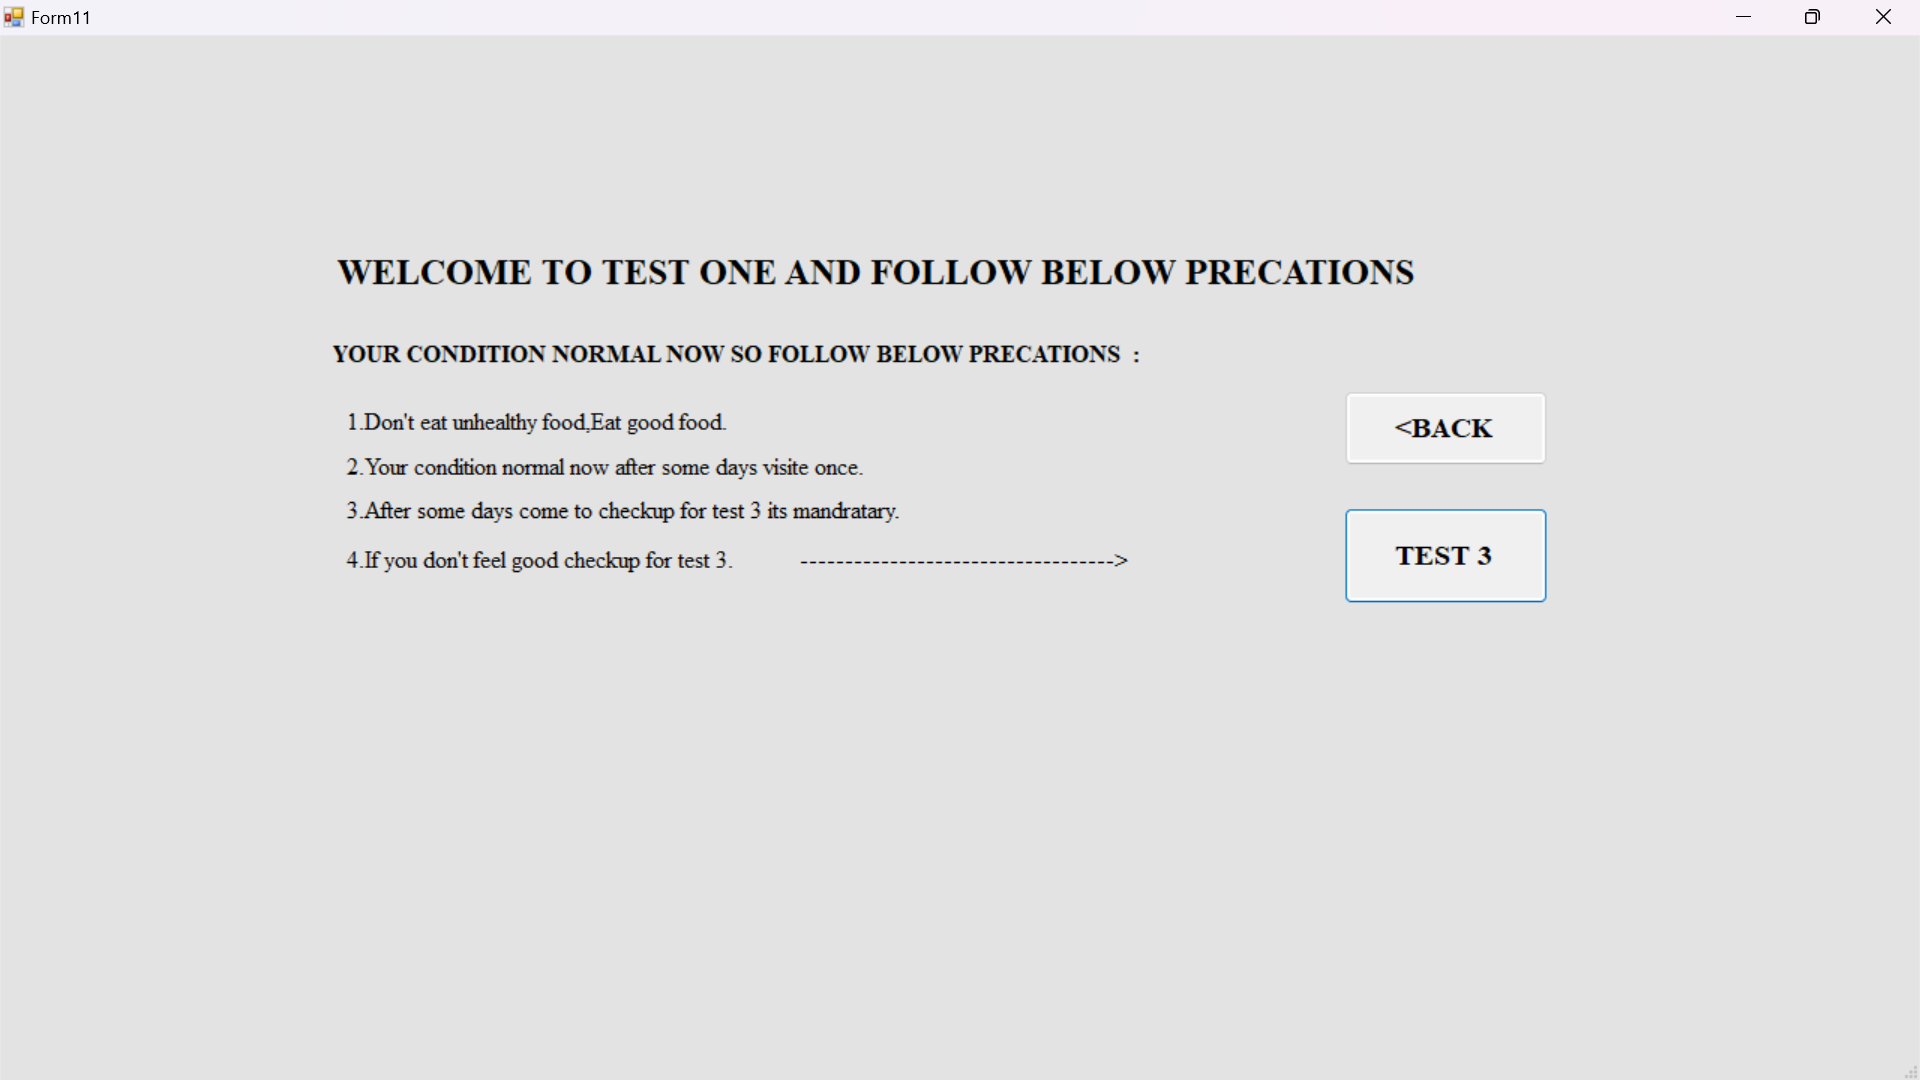 Form11
WELCOME TO TEST ONE AND FOLLOW BELOW PRECATIONS
YOUR CONDITION NORMAL NOW SO FOLLOW BELOW PRECATIONS :
1.Don't eat unhealthy food,Eat good food.
<BACK
2.Your condition normal now after some days visite once.
3.After some days come to checkup for test 3 its mandratary.
4.If you don't feel good checkup for test 3. ----------------------------------->
TEST 3